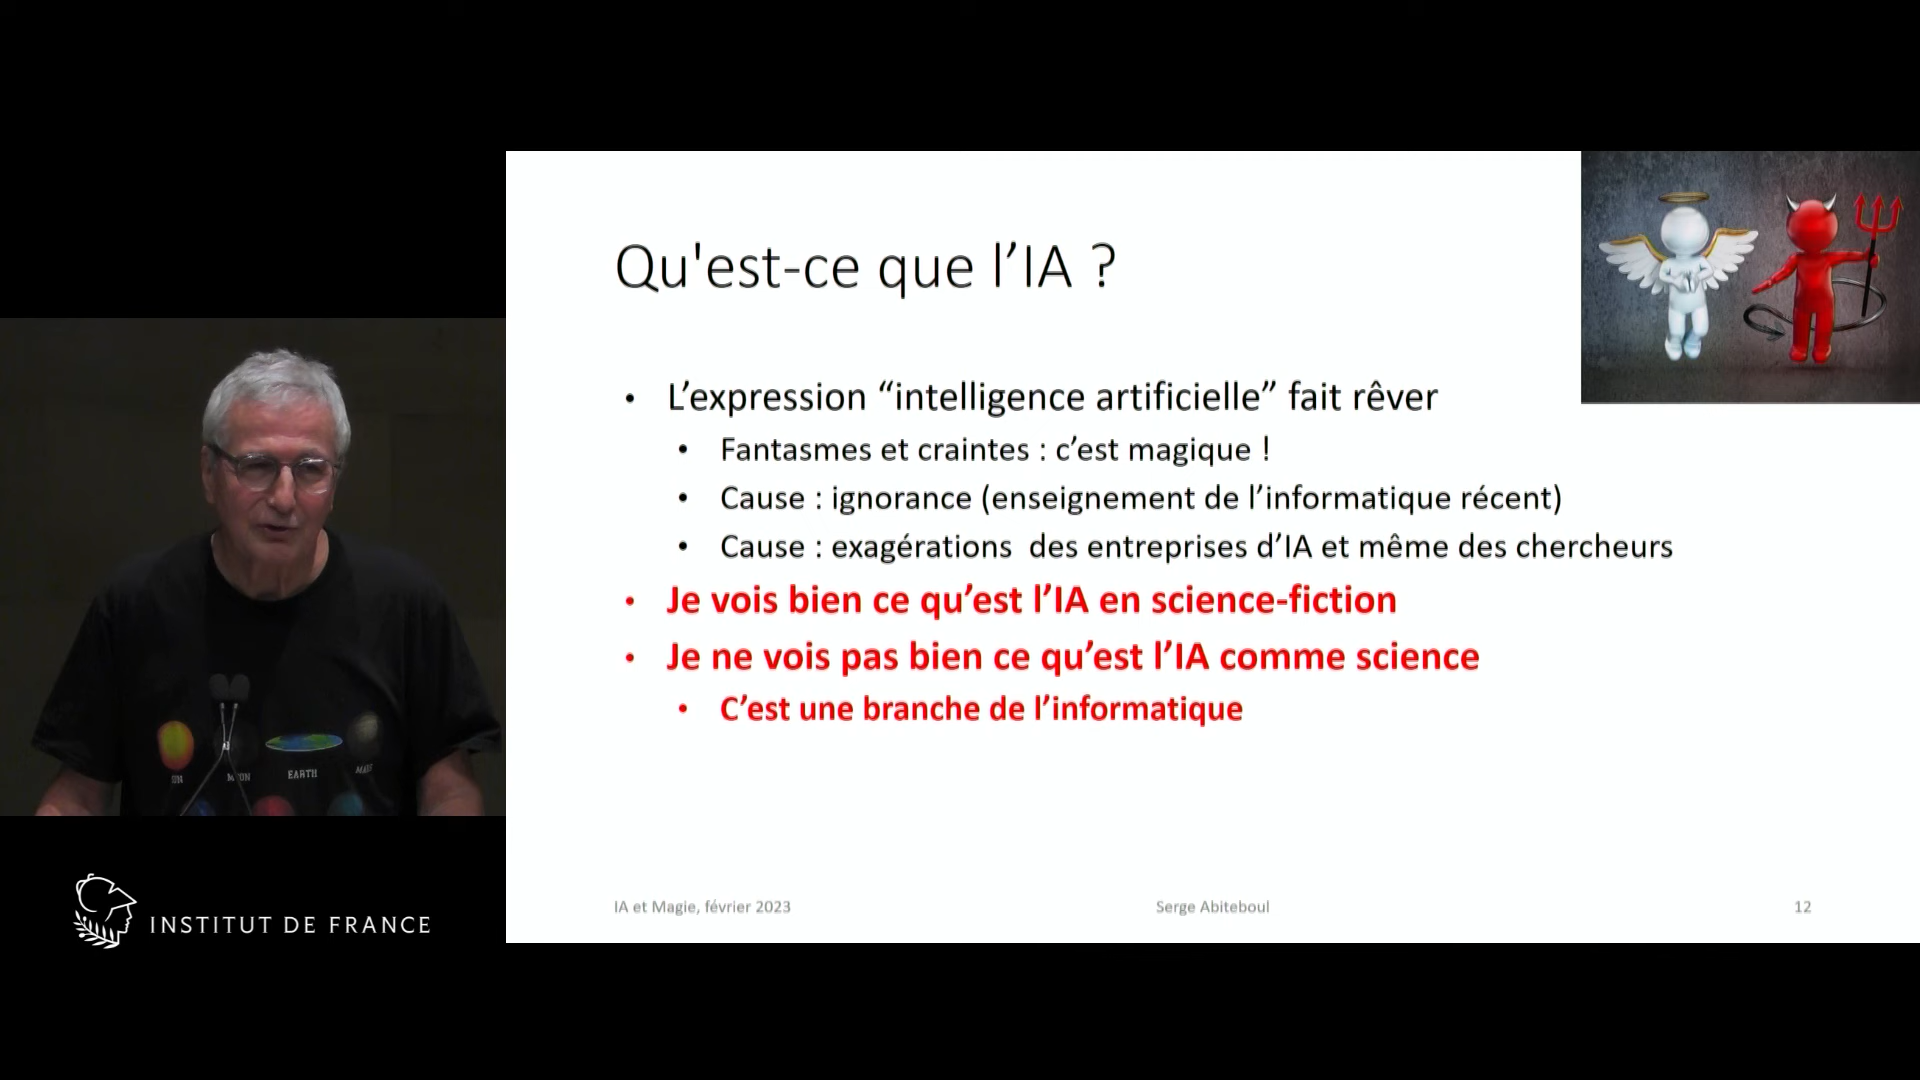 Qu'est-ce que l’IA ?
• L’expression “intelligence artificielle” fait rêver
• Fantasmes et craintes : c’est magique !
• Cause : ignorance (enseignement de l’informatique récent)
• Cause : exagérations  des entreprises d’IA et même des chercheurs
• Je vois bien ce qu’est l’IA en science-fiction
• Je ne vois pas bien ce qu’est l’IA comme science
• C’est une branche de l’informatique
IA et Magie, février 2023
Serge Abiteboul
12
EARTH
INSTITUT DE FRANCE